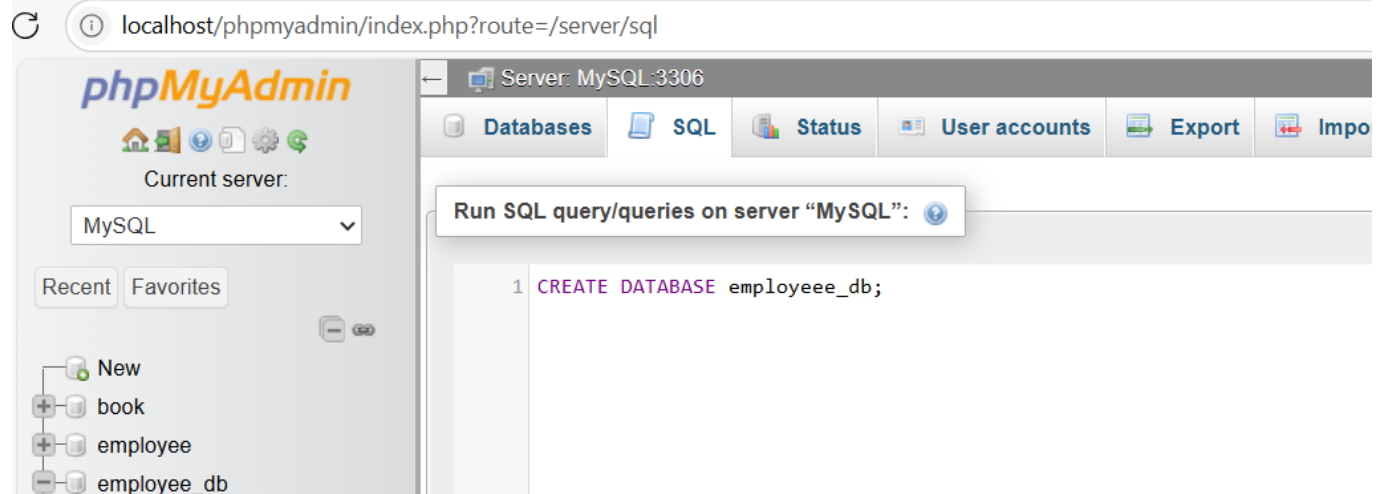 localhost/phpmyadmin/index.php?route=/server/sql
phpMyAdmin
Current server:
MySQL
Recent Favorites
New
book
employee
employee_db
Server: MySQL:3306
Databases SQL Status User accounts Export Impo
Run SQL query/queries on server “MySQL”:
1 CREATE DATABASE employeee_db;